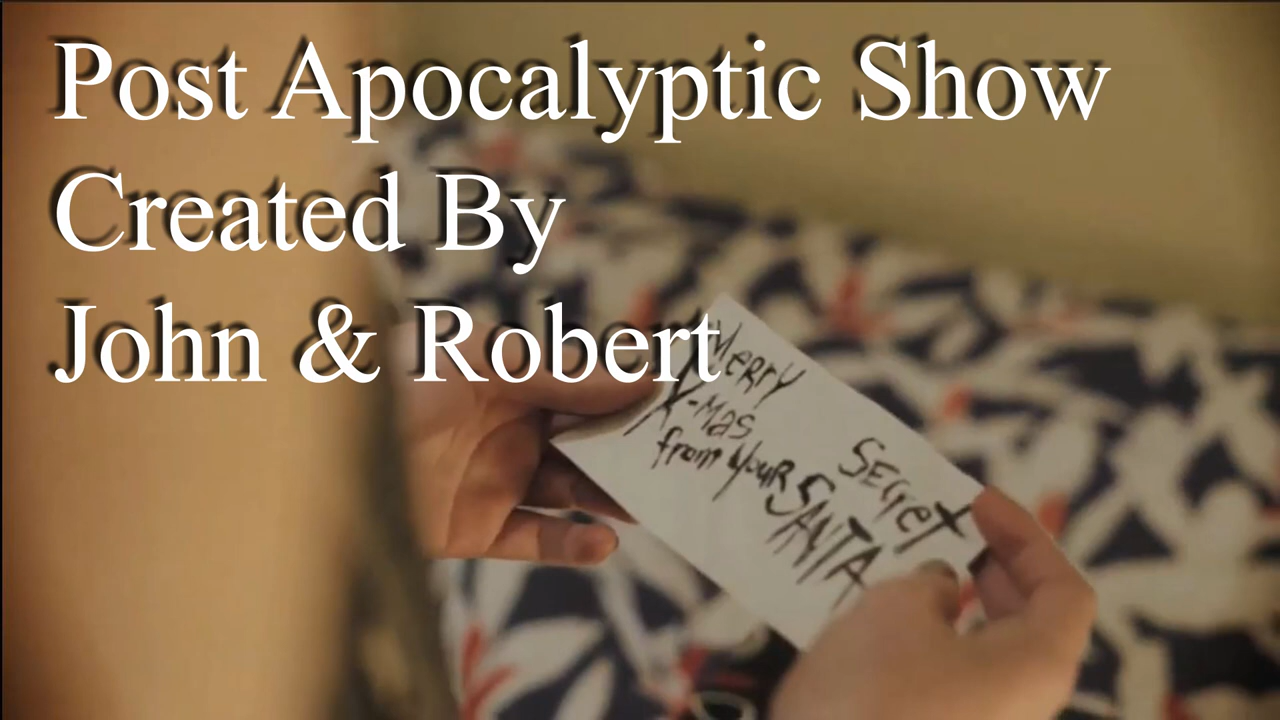 Post Apocalyptic Show
Created By
John & Robert
Merry
X-Mas
from your SECRET
SANTA